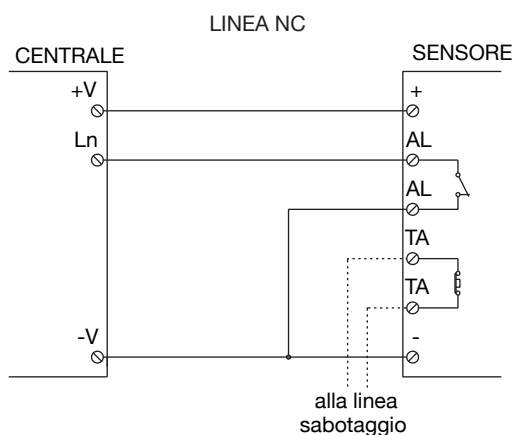 LINEA NC
CENTRALE
SENSORE
+V
+
Ln
AL
AL
TA
TA
-V
-
alla linea
sabotaggio